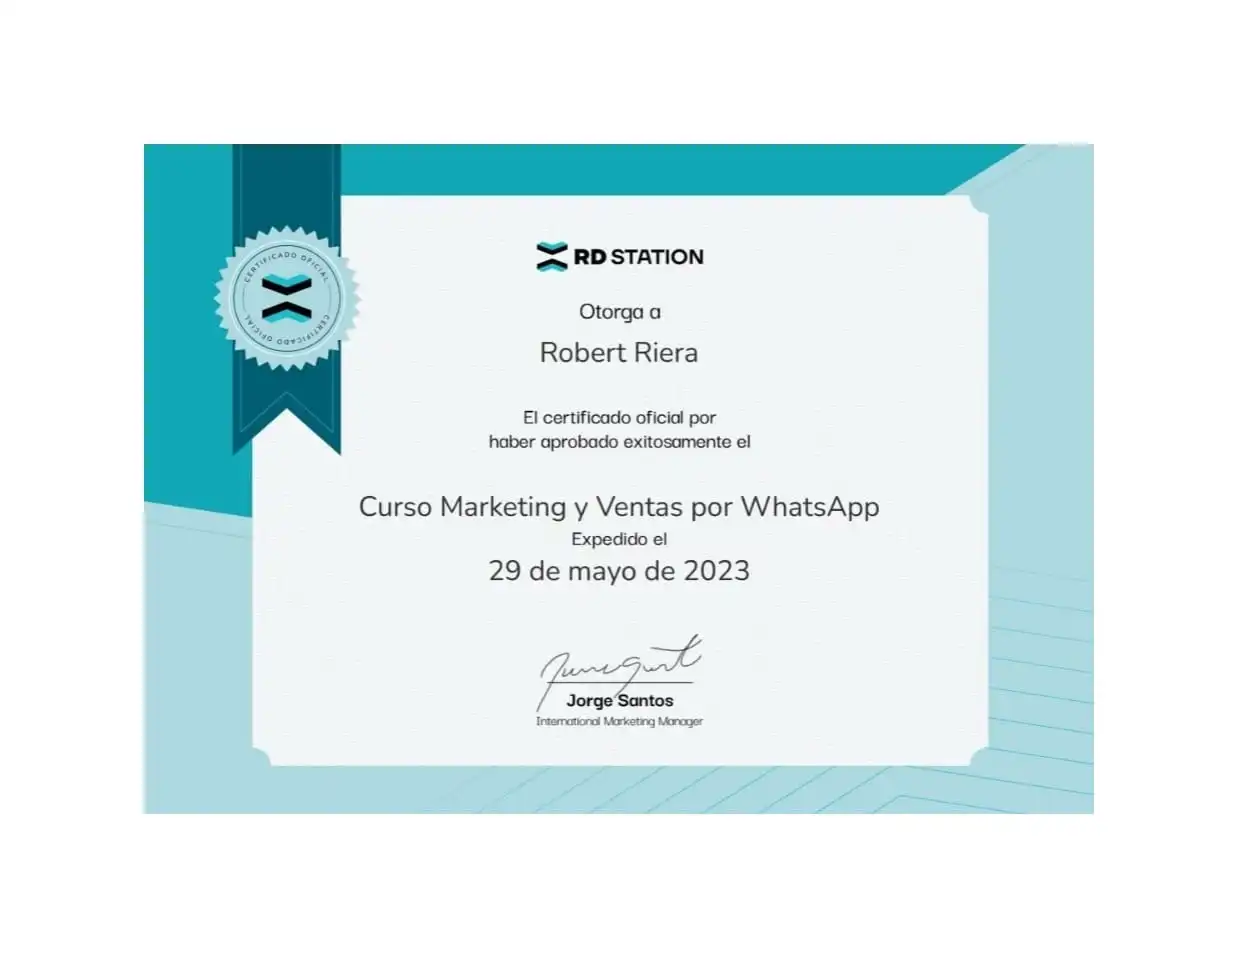 CERTIFICADO OFICIAL
CERTIFICADO OFICIAL
RD STATION
Otorga a
Robert Riera
El certificado oficial por
haber aprobado exitosamente el
Curso Marketing y Ventas por WhatsApp
Expedido el
29 de mayo de 2023
Jorge Santos
International Marketing Manager